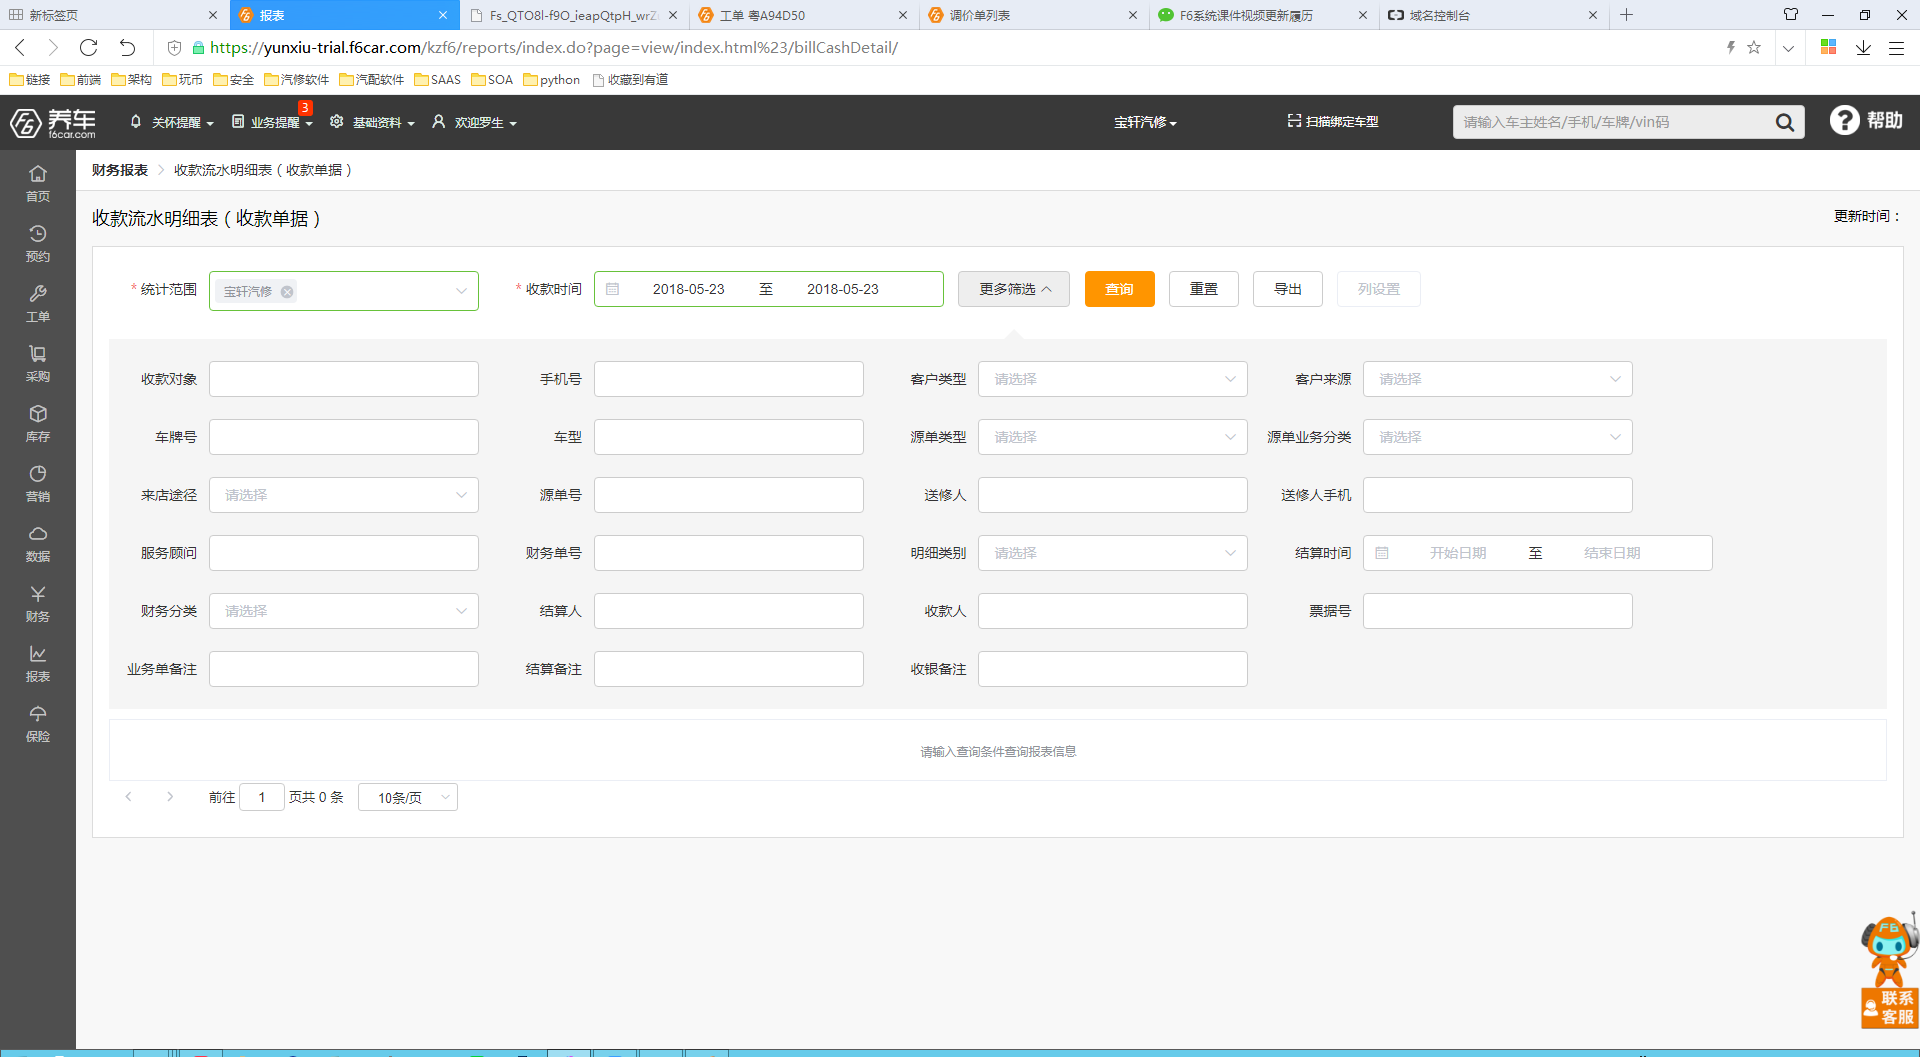 新标签页
报表
Fs_QTO8l-f9O_ieapQtpH_wrZ
工单 粤A94D50
调价单列表
F6系统课件视频更新履历
域名控制台
https://yunxiu-trial.f6car.com/kzf6/reports/index.do?page=view/index.html%23/billCashDetail/
链接
前端
架构
玩币
安全
汽修软件
汽配软件
SAAS
SOA
python
收藏到有道
养车
f6car.com
关怀提醒
业务提醒
3
基础资料
欢迎罗生
宝轩汽修
扫描绑定车型
请输入车主姓名/手机/车牌/vin码
帮助
首页
预约
工单
采购
库存
营销
数据
财务
报表
保险
财务报表
收款流水明细表（收款单据）
收款流水明细表（收款单据）
更新时间：
* 统计范围
宝轩汽修
* 收款时间
2018-05-23 至 2018-05-23
更多筛选
查询
重置
导出
列设置
收款对象
手机号
客户类型 请选择
客户来源 请选择
车牌号
车型
源单类型 请选择
源单业务分类 请选择
来店途径 请选择
源单号
送修人
送修人手机
服务顾问
财务单号
明细类别 请选择
结算时间 开始日期 至 结束日期
财务分类 请选择
结算人
收款人
票据号
业务单备注
结算备注
收银备注
请输入查询条件查询报表信息
前往 1 页共 0 条
10条/页
F6
联系
客服